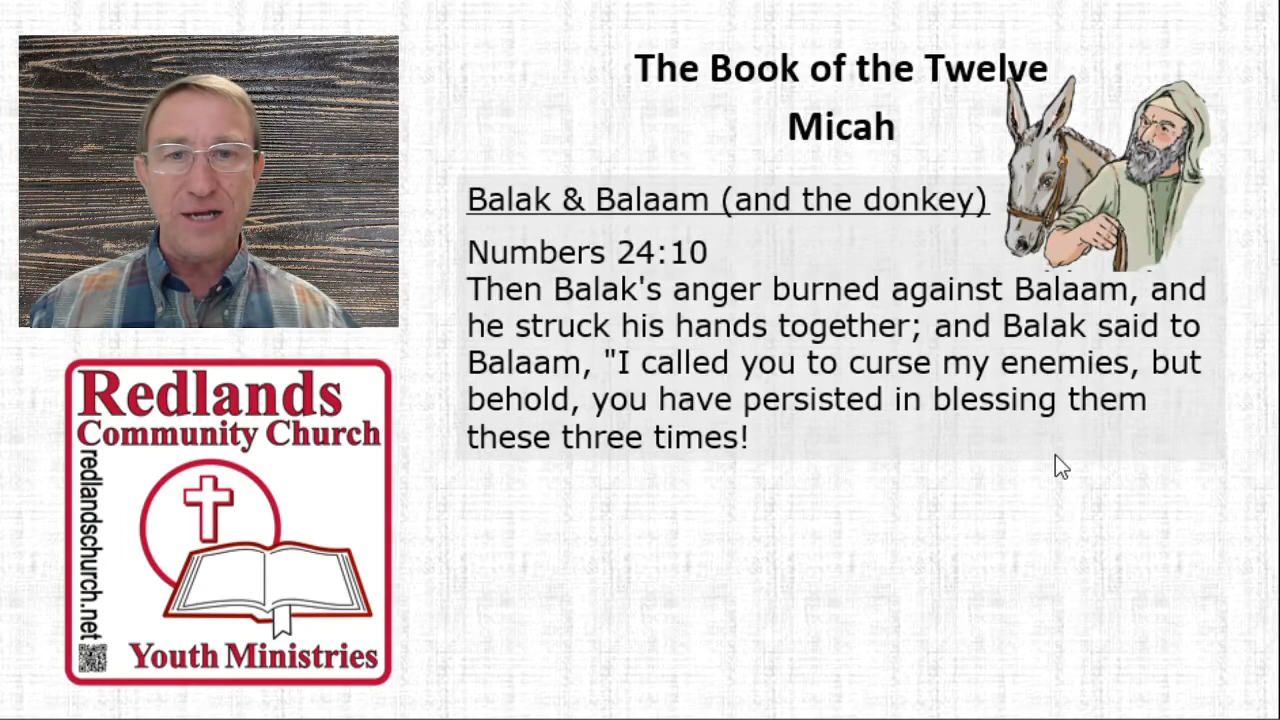 The Book of the Twelve
Micah
Balak & Balaam (and the donkey)
Numbers 24:10
Then Balak's anger burned against Balaam, and
he struck his hands together; and Balak said to
Balaam, "I called you to curse my enemies, but
behold, you have persisted in blessing them
these three times!
Redlands
Community Church
redlandschurch.net
Youth Ministries